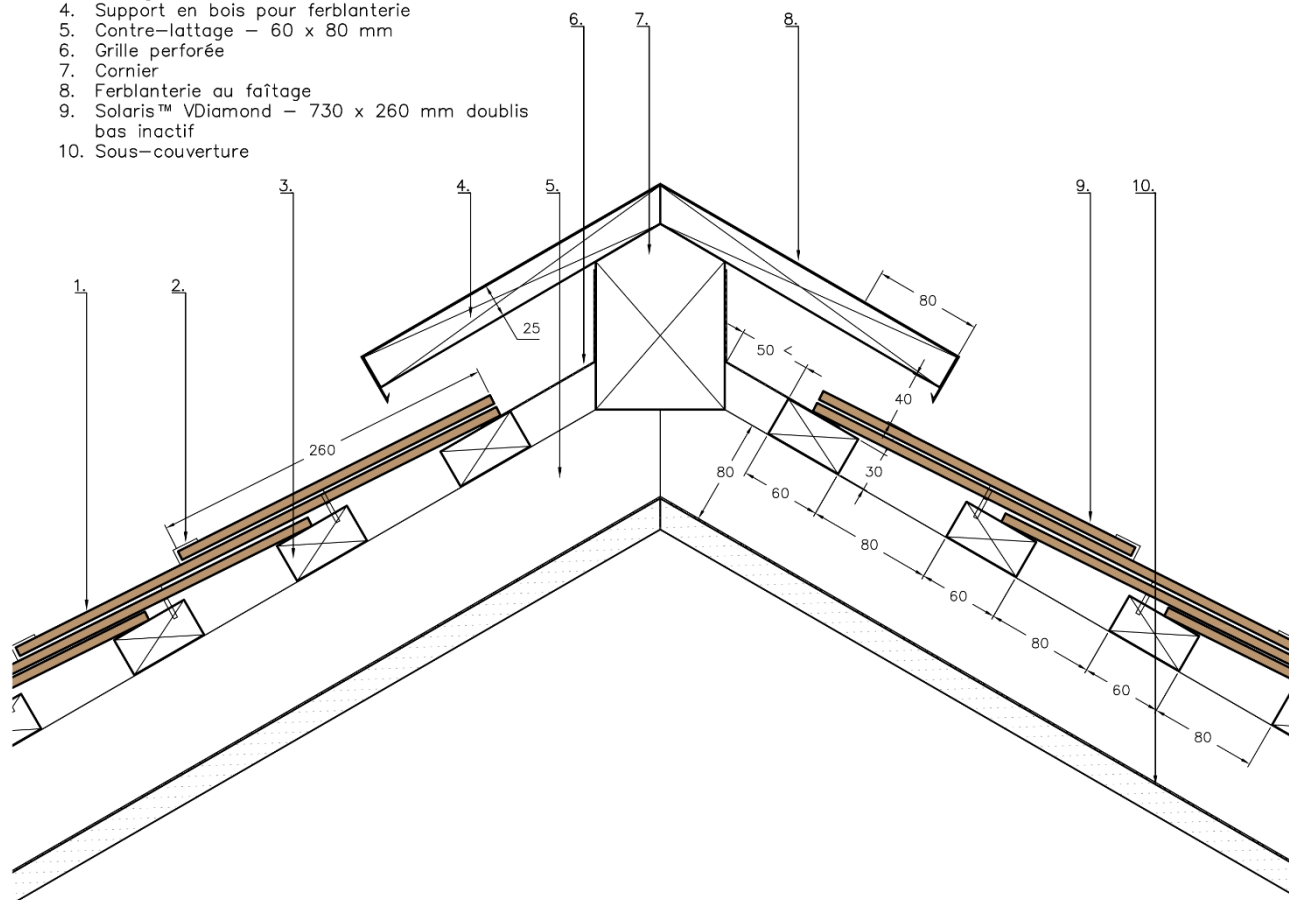 4. Support en bois pour ferblanterie
5. Contre-lattage – 60 x 80 mm
6. Grille perforée
7. Cornier
8. Ferblanterie au faîtage
9. Solaris™ VDiamond – 730 x 260 mm doublis
bas inactif
10. Sous-couverture
6.
7.
8.
3.
4.
5.
9.
10.
1.
2.
80
25
50 <
40
260
80
30
60
80
60
80
60
80